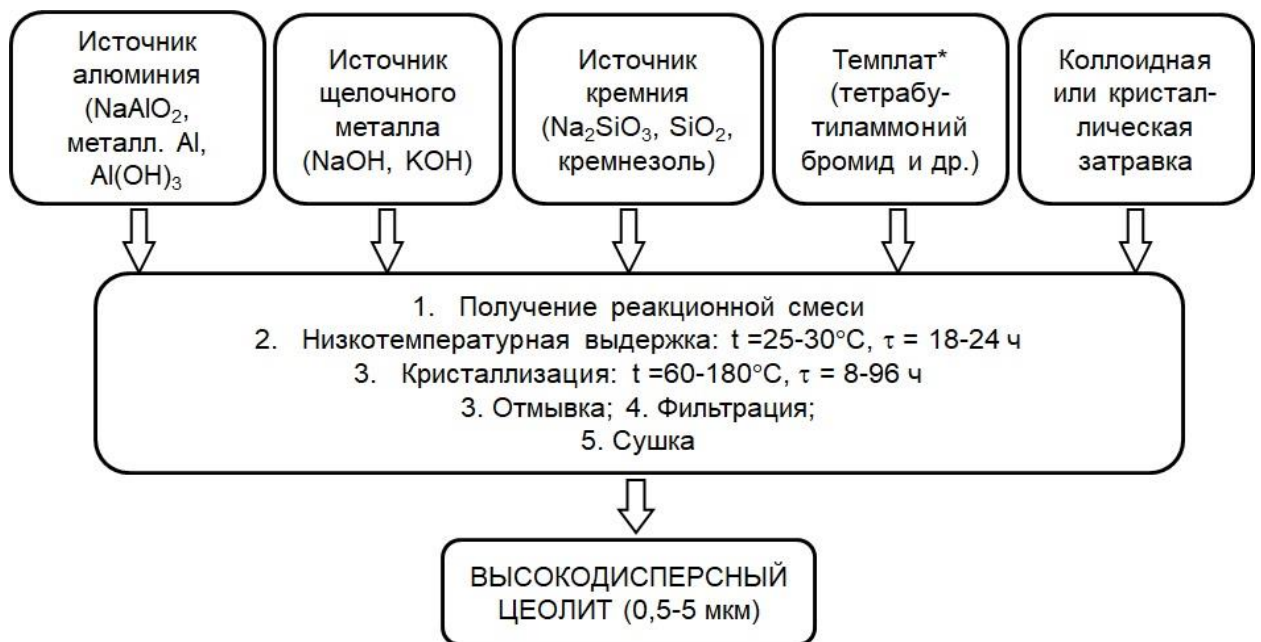 Источник
алюминия
(NaAlO₂,
металл. Al,
Al(OH)₃
Источник
щелочного
металла
(NaOH, KOH)
Источник
кремния
(Na₂SiO₃, SiO₂,
кремнезоль)
Темплат*
(тетрабу-
тиламмоний
бромид и др.)
Коллоидная
или кристал-
лическая
затравка
1. Получение реакционной смеси
2. Низкотемпературная выдержка: t =25-30°C, τ = 18-24 ч
3. Кристаллизация: t =60-180°C, τ = 8-96 ч
3. Отмывка; 4. Фильтрация;
5. Сушка
ВЫСОКОДИСПЕРСНЫЙ
ЦЕОЛИТ (0,5-5 мкм)